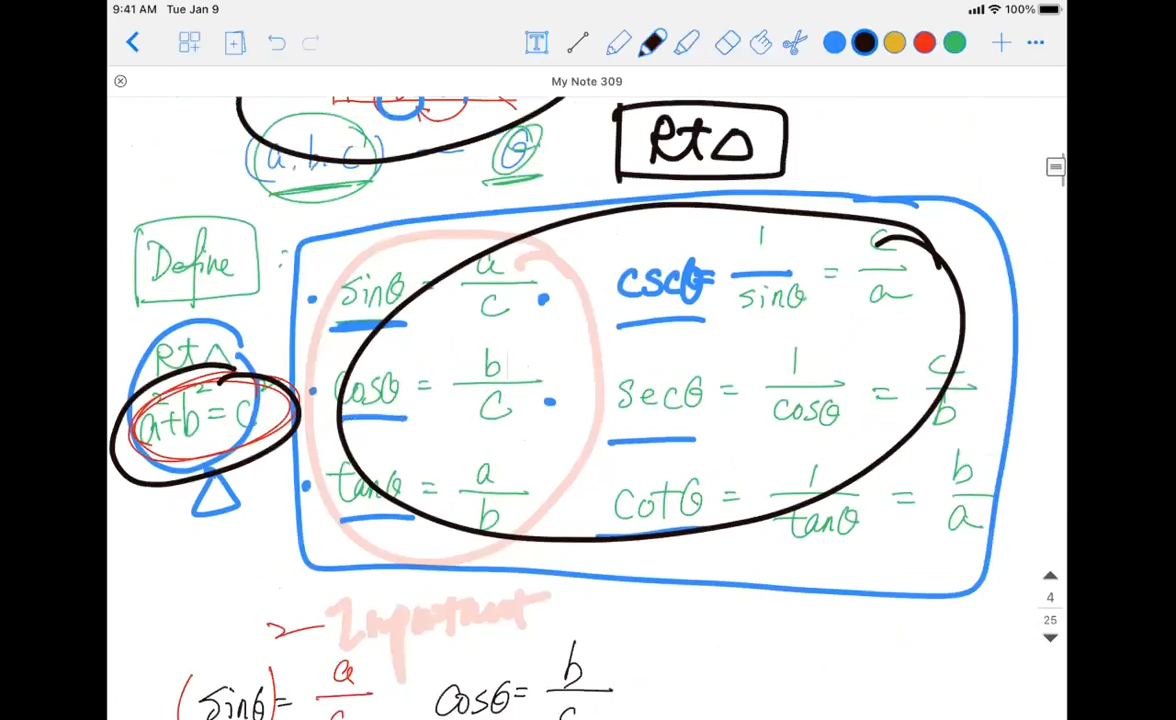 9:41 AM Tue Jan 9
100%
T
My Note 309
(a, b, c) — θ
Rt△
Define :
sinθ = a/c
cscθ = 1/sinθ = c/a
Rt△
a² + b² = c²
cosθ = b/c
secθ = 1/cosθ = c/b
tanθ = a/b
cotθ = 1/tanθ = b/a
4
25
Important
(sinθ) = a/c
cosθ = b/c